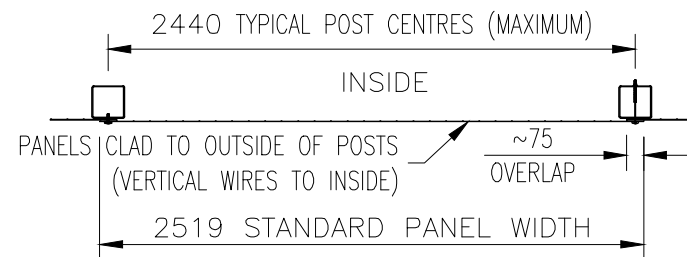 2440 TYPICAL POST CENTRES (MAXIMUM)
INSIDE
PANELS CLAD TO OUTSIDE OF POSTS
(VERTICAL WIRES TO INSIDE)
~75
OVERLAP
2519 STANDARD PANEL WIDTH